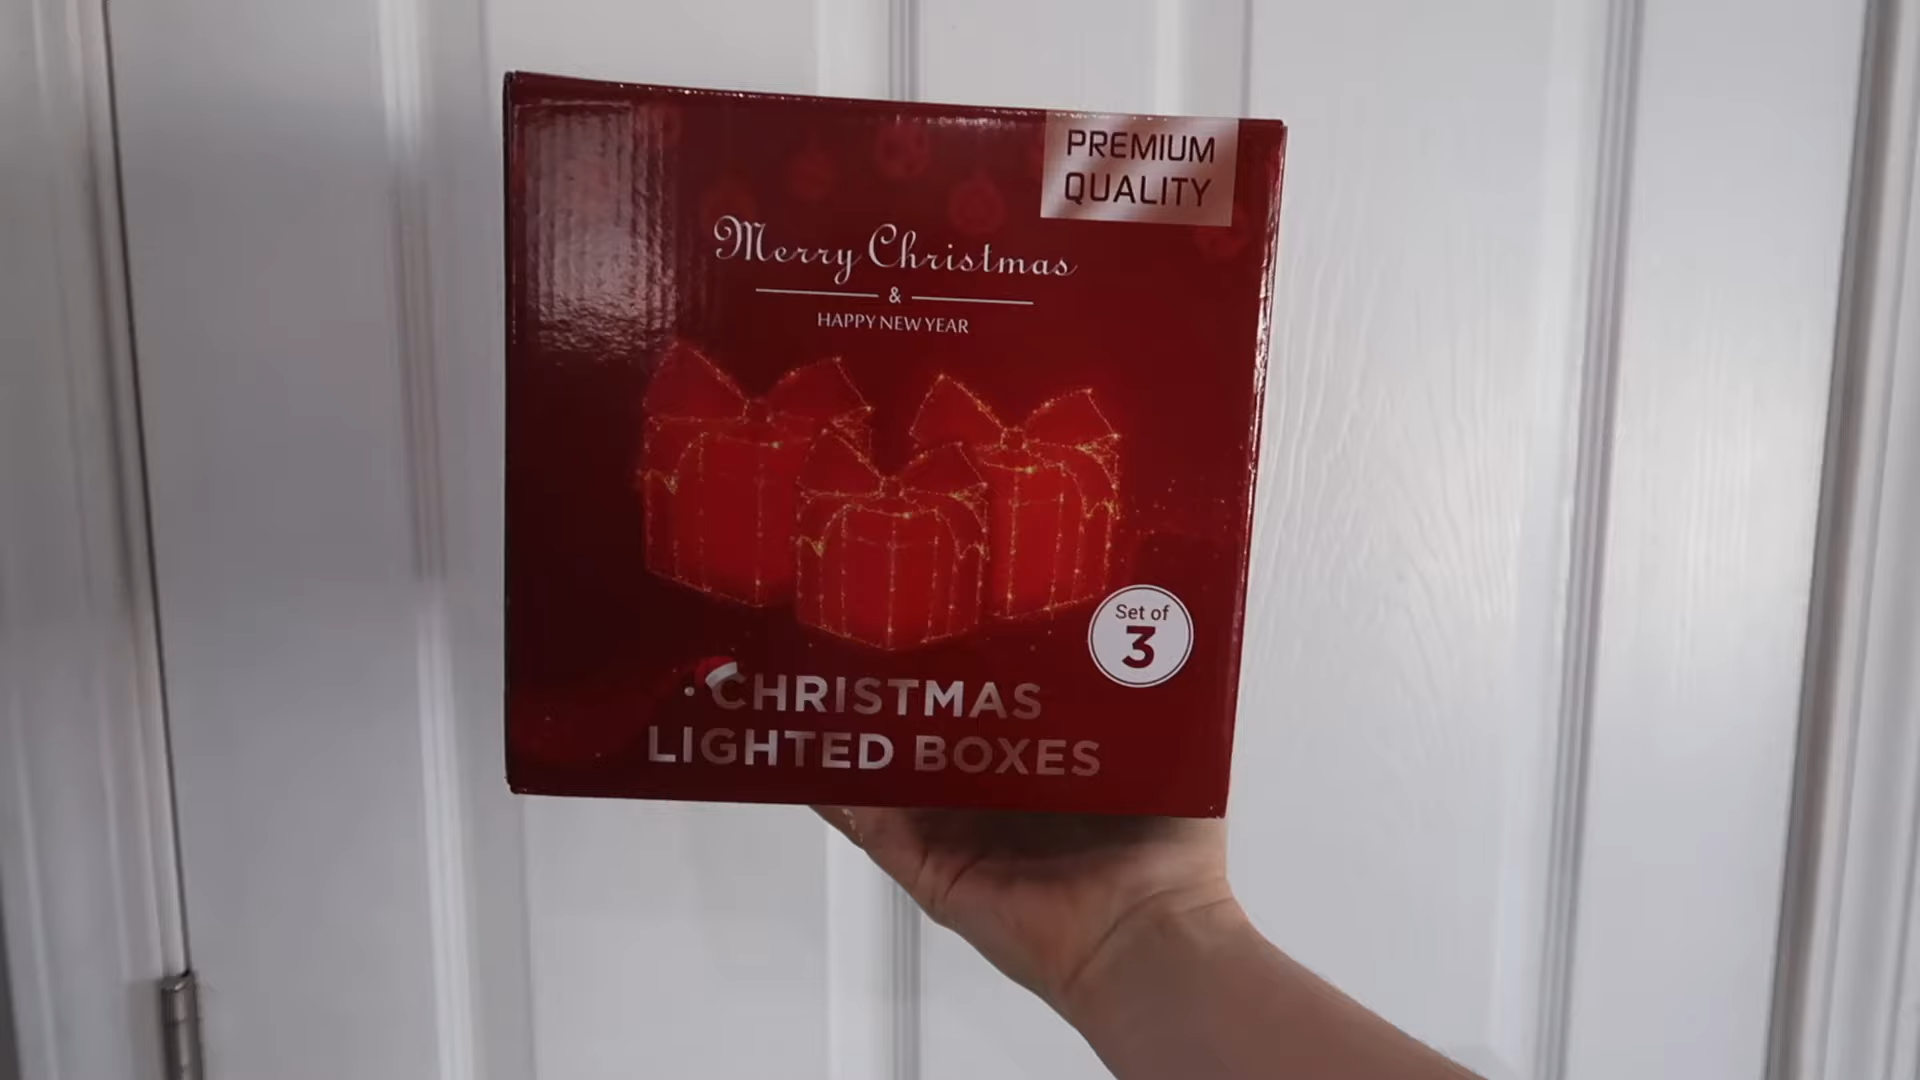 PREMIUM
QUALITY
Merry Christmas
&
HAPPY NEW YEAR
Set of
3
CHRISTMAS
LIGHTED BOXES